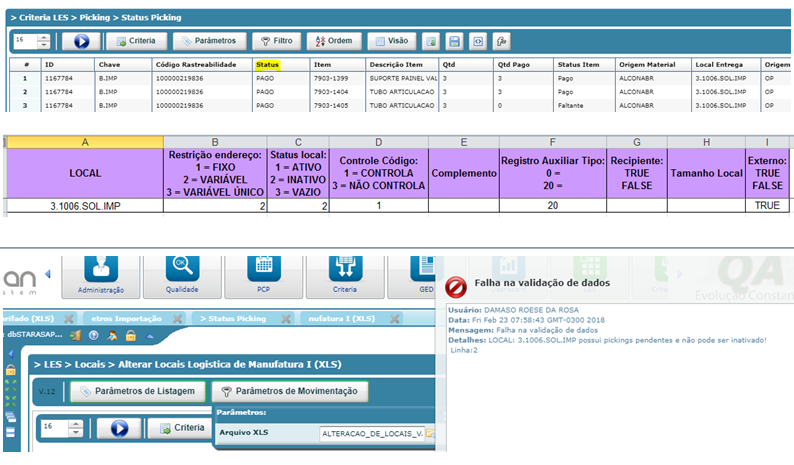 > Criteria LES > Picking > Status Picking
16 Criteria Parâmetros Filtro Ordem Visão
# ID Chave Código Rastreabilidade Status Item Descrição Item Qtd Qtd Pago Status Item Origem Material Local Entrega Origem
1 1167784 B.IMP 100000219836 PAGO 7903-1399 SUPORTE PAINEL VAL 3 3 Pago ALCONABR 3.1006.SOL.IMP OP
2 1167784 B.IMP 100000219836 PAGO 7903-1404 TUBO ARTICULACAO 3 3 Pago ALCONABR 3.1006.SOL.IMP OP
3 1167784 B.IMP 100000219836 PAGO 7903-1405 TUBO ARTICULACAO 3 0 Faltante ALCONABR 3.1006.SOL.IMP OP
A B C D E F G H I
LOCAL
Restrição endereço:
1 = FIXO
2 = VARIÁVEL
3 = VARIÁVEL ÚNICO
Status local:
1 = ATIVO
2 = INATIVO
3 = VAZIO
Controle Código:
1 = CONTROLA
3 = NÃO CONTROLA
Complemento
Registro Auxiliar Tipo:
0 =
20 =
Recipiente:
TRUE
FALSE
Tamanho Local
Externo:
TRUE
FALSE
3.1006.SOL.IMP 2 2 1 20 TRUE
an
stem
Administração Qualidade PCP Criteria GED
QA
Evolução Constan
orifado (XLS) etros Importação > Status Picking nufatura I (XLS)
: dbSTARASAP...
> LES > Locais > Alterar Locais Logistica de Manufatura I (XLS)
V.12 Parâmetros de Listagem Parâmetros de Movimentação
16 Criteria
Parâmetros:
Arquivo XLS ALTERACAO_DE_LOCAIS_V.
Falha na validação de dados
Usuário: DAMASO ROESE DA ROSA
Data: Fri Feb 23 07:58:43 GMT-0300 2018
Mensagem: Falha na validação de dados
Detalhes: LOCAL: 3.1006.SOL.IMP possui pickings pendentes e não pode ser inativado!
Linha:2